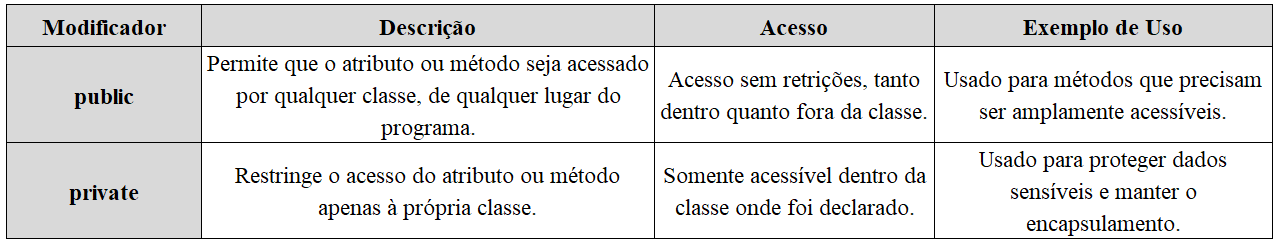 Modificador Descrição Acesso Exemplo de Uso
public
Permite que o atributo ou método seja acessado
por qualquer classe, de qualquer lugar do
programa.
Acesso sem retrições, tanto
dentro quanto fora da classe.
Usado para métodos que precisam
ser amplamente acessíveis.
private
Restringe o acesso do atributo ou método
apenas à própria classe.
Somente acessível dentro da
classe onde foi declarado.
Usado para proteger dados
sensíveis e manter o
encapsulamento.